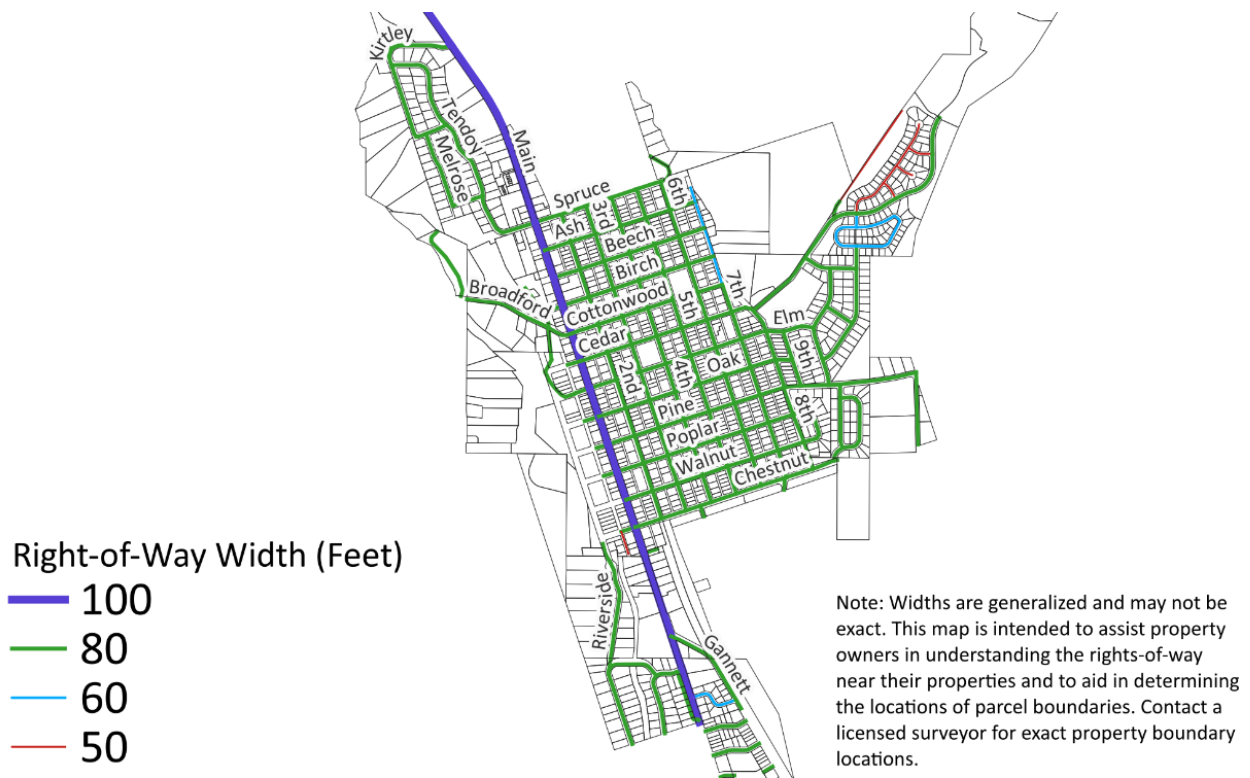 Kirtley
Tendoy
Melrose
Main
Spruce
6th
3rd
Ash
Beech
Birch
7th
Broadford
Cottonwood
5th
Elm
Cedar
9th
Oak
2nd
4th
Pine
8th
Poplar
Walnut
Chestnut
Riverside
Gannett
Right-of-Way Width (Feet)
100
80
60
50
Note: Widths are generalized and may not be
exact. This map is intended to assist property
owners in understanding the rights-of-way
near their properties and to aid in determining
the locations of parcel boundaries. Contact a
licensed surveyor for exact property boundary
locations.